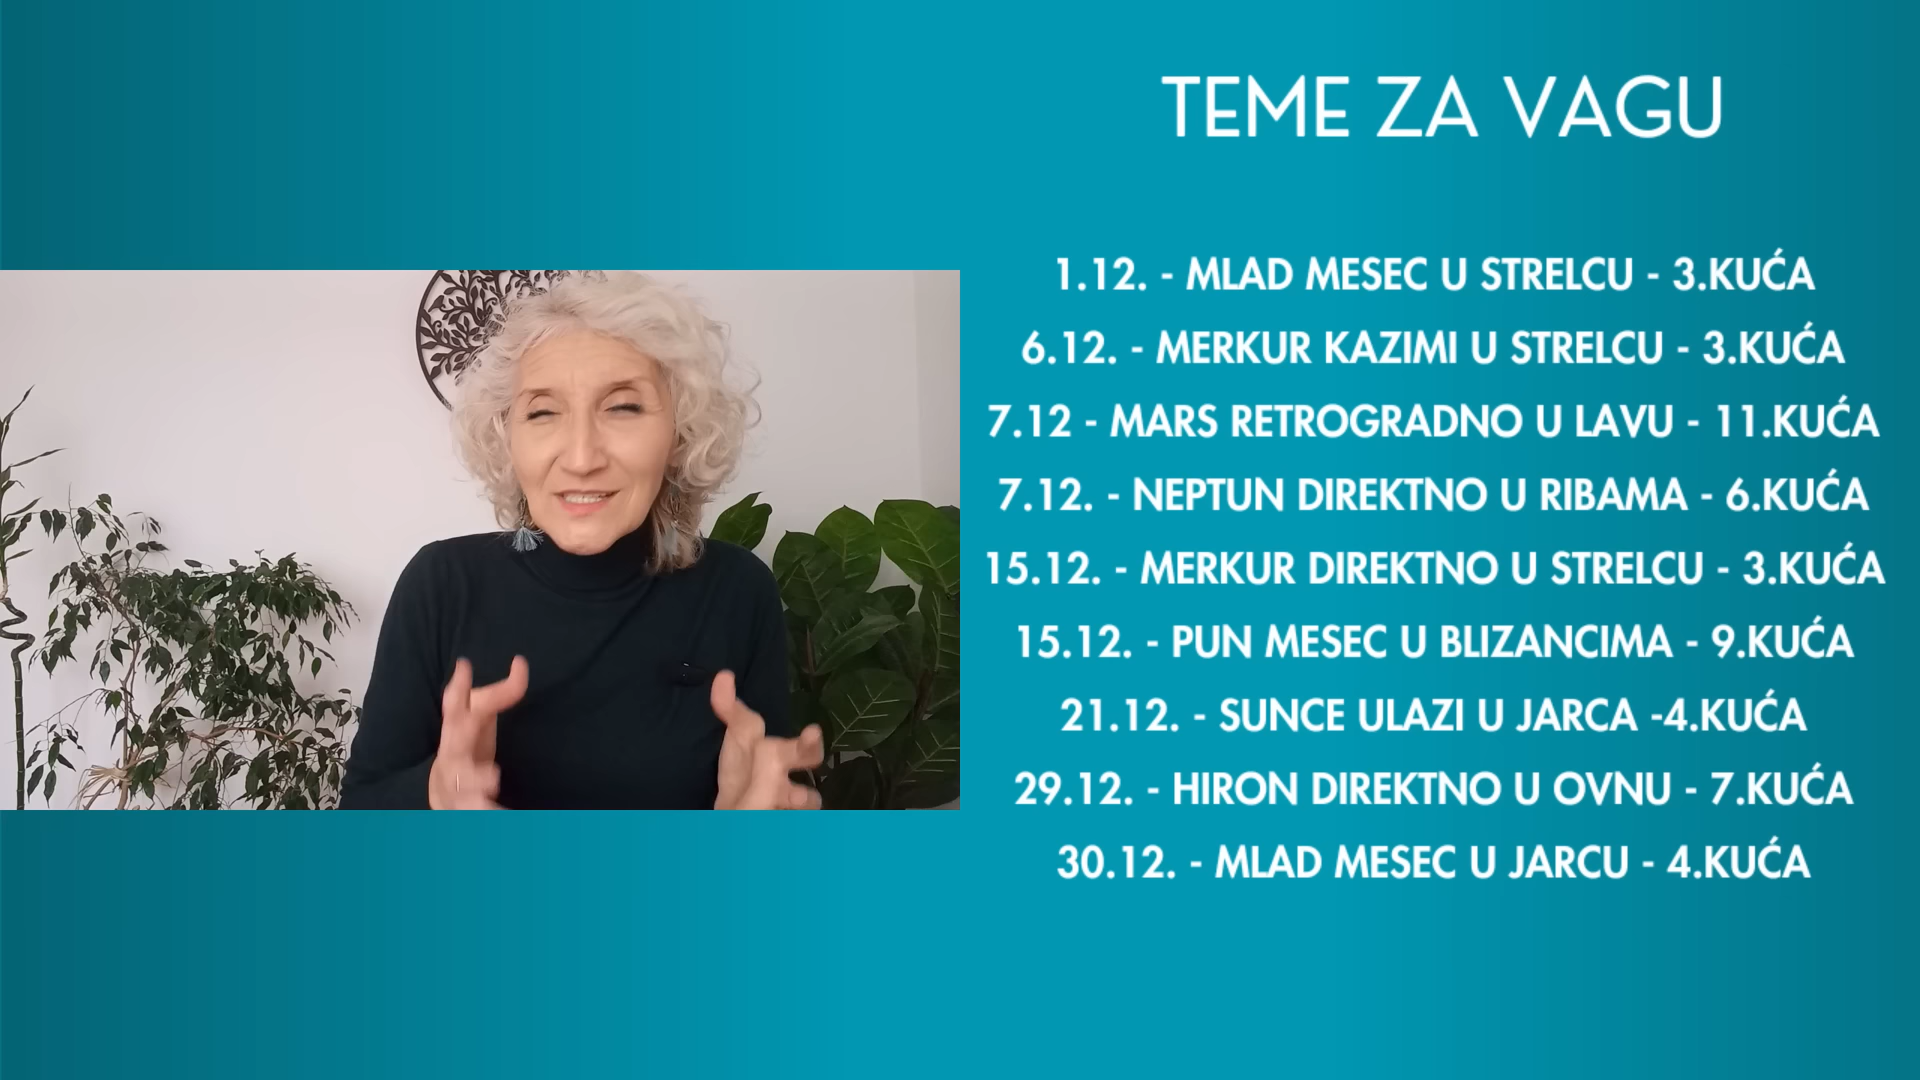 TEME ZA VAGU
1.12. - MLAD MESEC U STRELCU - 3.KUĆA
6.12. - MERKUR KAZIMI U STRELCU - 3.KUĆA
7.12 - MARS RETROGRADNO U LAVU - 11.KUĆA
7.12. - NEPTUN DIREKTNO U RIBAMA - 6.KUĆA
15.12. - MERKUR DIREKTNO U STRELCU - 3.KUĆA
15.12. - PUN MESEC U BLIZANCIMA - 9.KUĆA
21.12. - SUNCE ULAZI U JARCA -4.KUĆA
29.12. - HIRON DIREKTNO U OVNU - 7.KUĆA
30.12. - MLAD MESEC U JARCU - 4.KUĆA